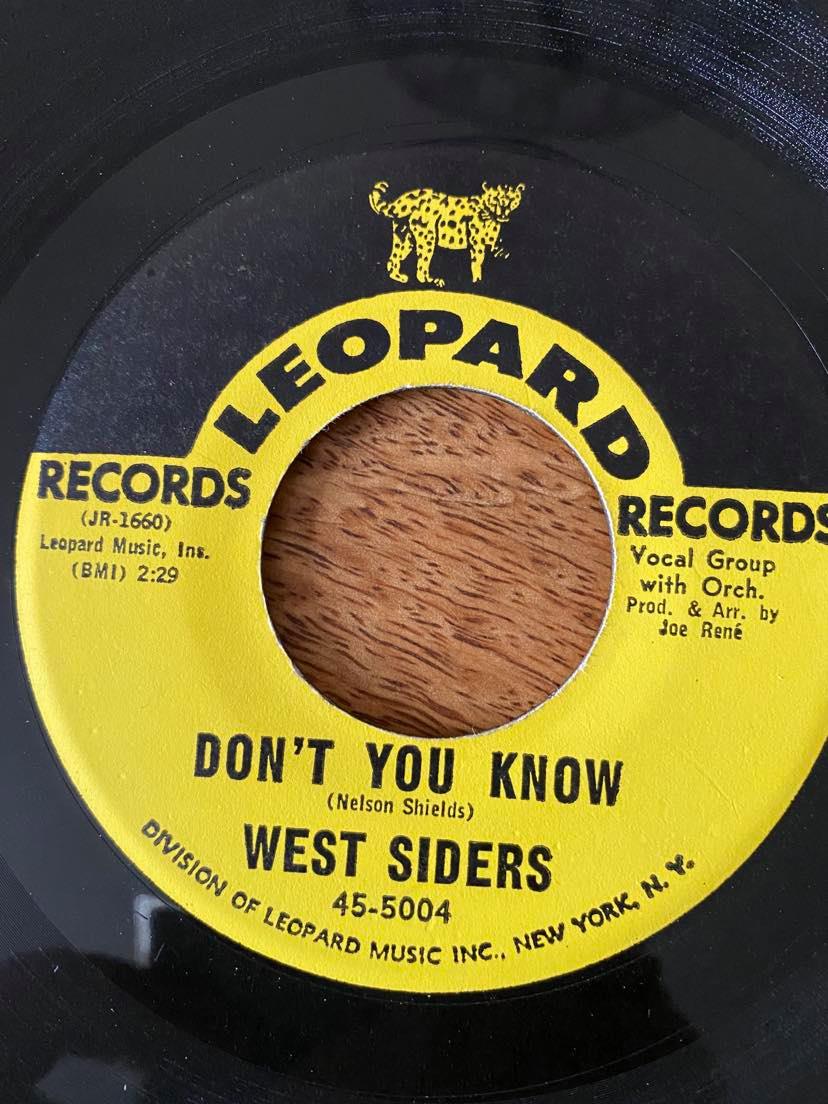 LEOPARD
RECORDS
(JR-1660)
Leopard Music, Ins.
(BMI) 2:29
RECORDS
Vocal Group
with Orch.
Prod. & Arr. by
Joe René
DON'T YOU KNOW
(Nelson Shields)
WEST SIDERS
45-5004
DIVISION OF LEOPARD MUSIC INC., NEW YORK, N. Y.